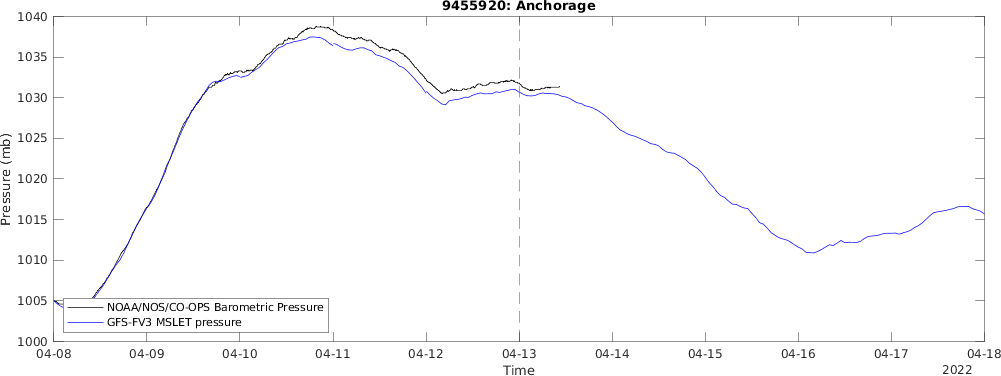 9455920: Anchorage
1040
1035
1030
1025
1020
1015
1010
1005
1000
Pressure (mb)
NOAA/NOS/CO-OPS Barometric Pressure
GFS-FV3 MSLET pressure
04-08 04-09 04-10 04-11 04-12 04-13 04-14 04-15 04-16 04-17 04-18
Time
2022